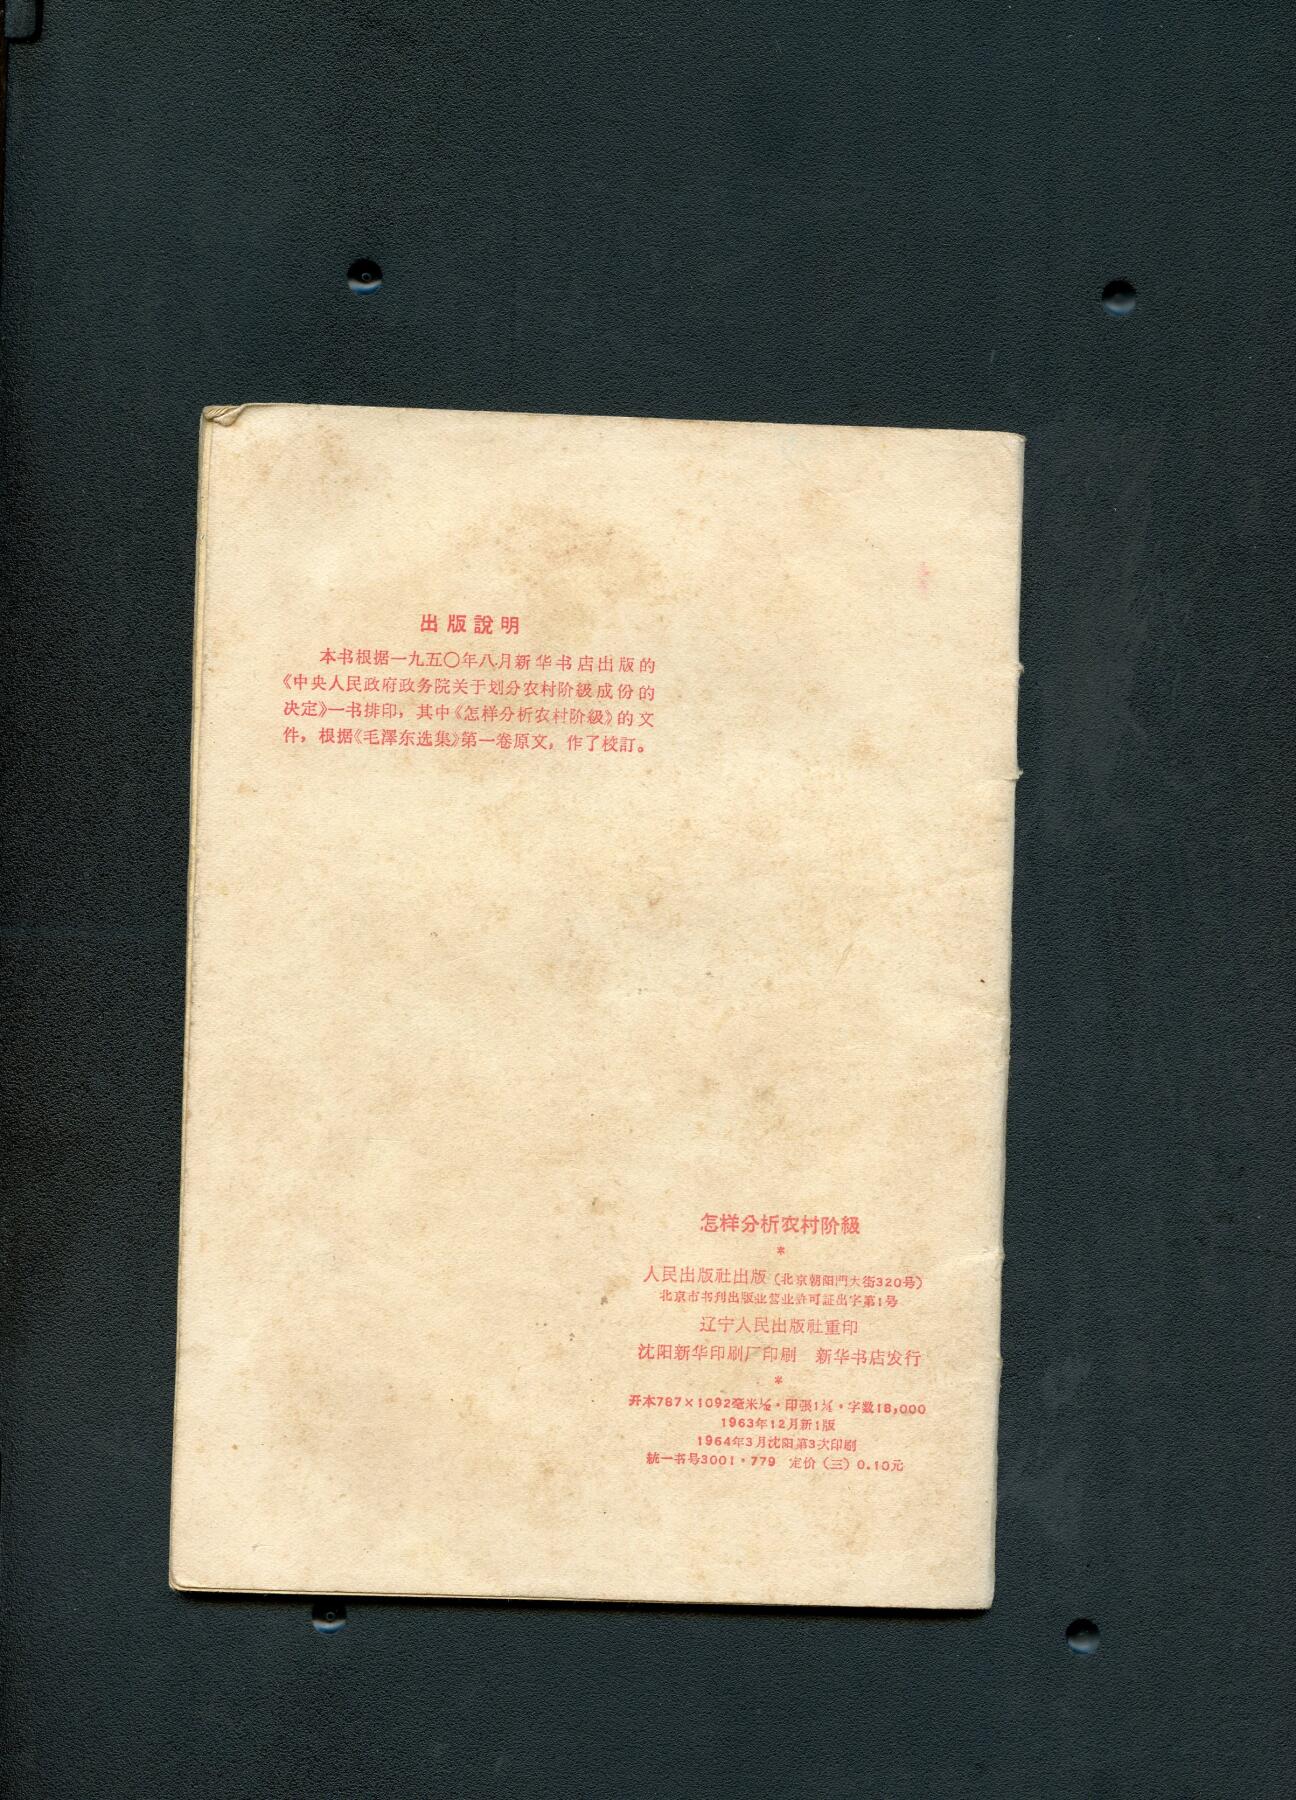 出版說明
本书根据一九五〇年八月新华书店出版的
《中央人民政府政务院关于划分农村阶級成份的
决定》一书排印，其中《怎样分析农村阶級》的文
件，根据《毛澤东选集》第一卷原文，作了校訂。
怎样分析农村阶級
*
人民出版社出版（北京朝阳門大街320号）
北京市书刊出版业营业許可証出字第1号
辽宁人民出版社重印
沈阳新华印刷厂印刷 新华书店发行
*
开本787×1092毫米·印張1·字数18,000
1963年12月新1版
1964年3月沈阳第3次印刷
統一书号3001·779 定价（三）0.10元